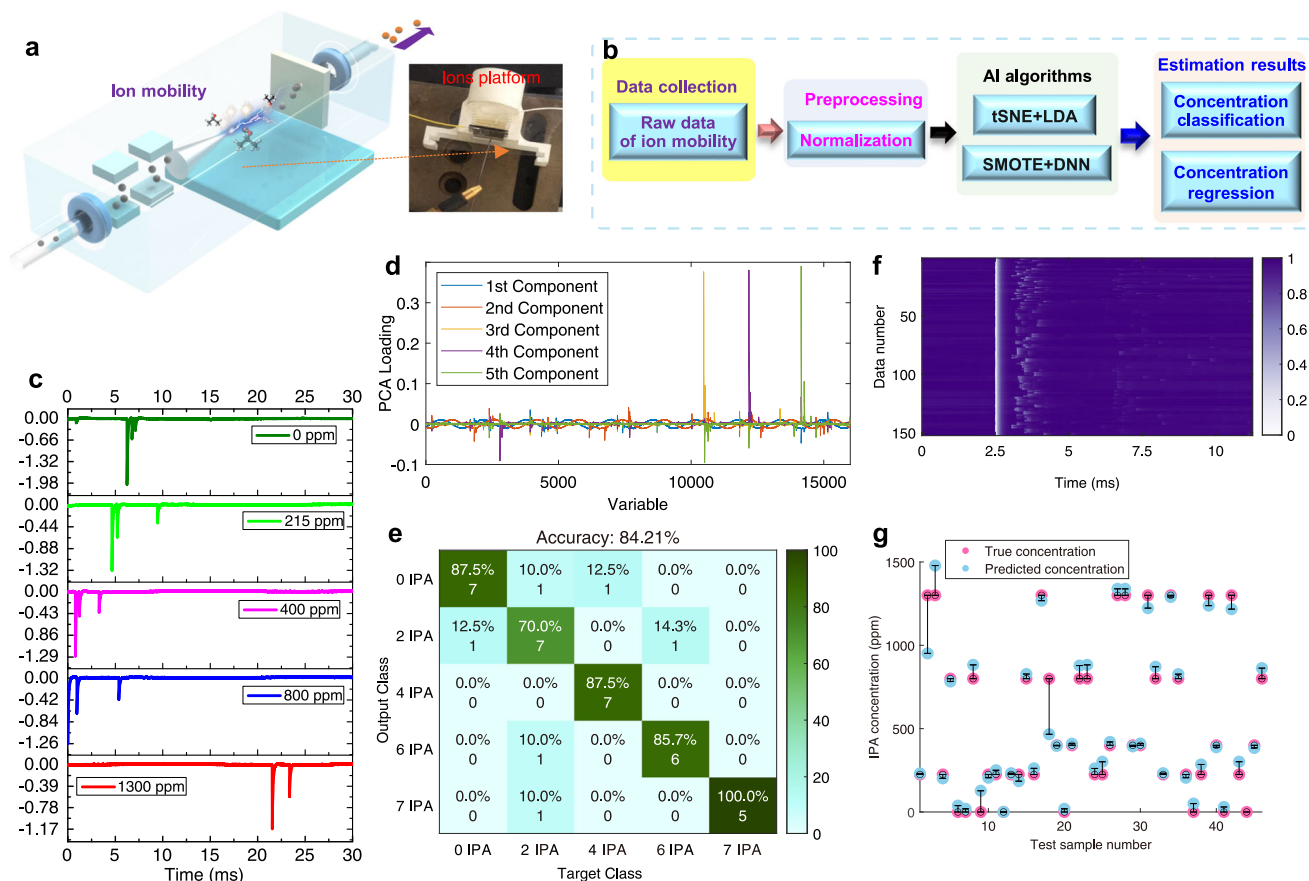 a
Ion mobility
Ions platform
b
Data collection
Raw data
of ion mobility
Preprocessing
Normalization
AI algorithms
tSNE+LDA
SMOTE+DNN
Estimation results
Concentration
classification
Concentration
regression
c
0 5 10 15 20 25 30
0.00
-0.66
-1.32
-1.98
0 ppm
0.00
-0.44
-0.88
-1.32
215 ppm
0.00
-0.43
-0.86
-1.29
400 ppm
0.00
-0.42
-0.84
-1.26
800 ppm
0.00
-0.39
-0.78
-1.17
1300 ppm
0 5 10 15 20 25 30
Time (ms)
d
PCA Loading
0.3
0.2
0.1
0
-0.1
1st Component
2nd Component
3rd Component
4th Component
5th Component
0 5000 10000 15000
Variable
e
Accuracy: 84.21%
Output Class
0 IPA
87.5% 10.0% 12.5% 0.0% 0.0%
7 1 1 0 0
2 IPA
12.5% 70.0% 0.0% 14.3% 0.0%
1 7 0 1 0
4 IPA
0.0% 0.0% 87.5% 0.0% 0.0%
0 0 7 0 0
6 IPA
0.0% 10.0% 0.0% 85.7% 0.0%
0 1 0 6 0
7 IPA
0.0% 10.0% 0.0% 0.0% 100.0%
0 1 0 0 5
0 IPA 2 IPA 4 IPA 6 IPA 7 IPA
Target Class
100
80
60
40
20
0
f
Data number
50
100
150
0 2.5 5 7.5 10
Time (ms)
1
0.8
0.6
0.4
0.2
0
g
True concentration
Predicted concentration
IPA concentration (ppm)
1500
1000
500
0
10 20 30 40
Test sample number